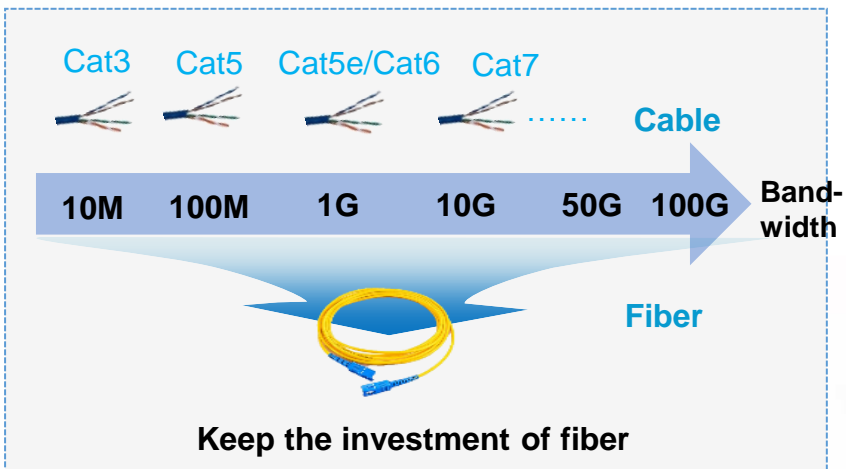 Cat3 Cat5 Cat5e/Cat6 Cat7
...... Cable
10M 100M 1G 10G 50G 100G Band-
width
Fiber
Keep the investment of fiber